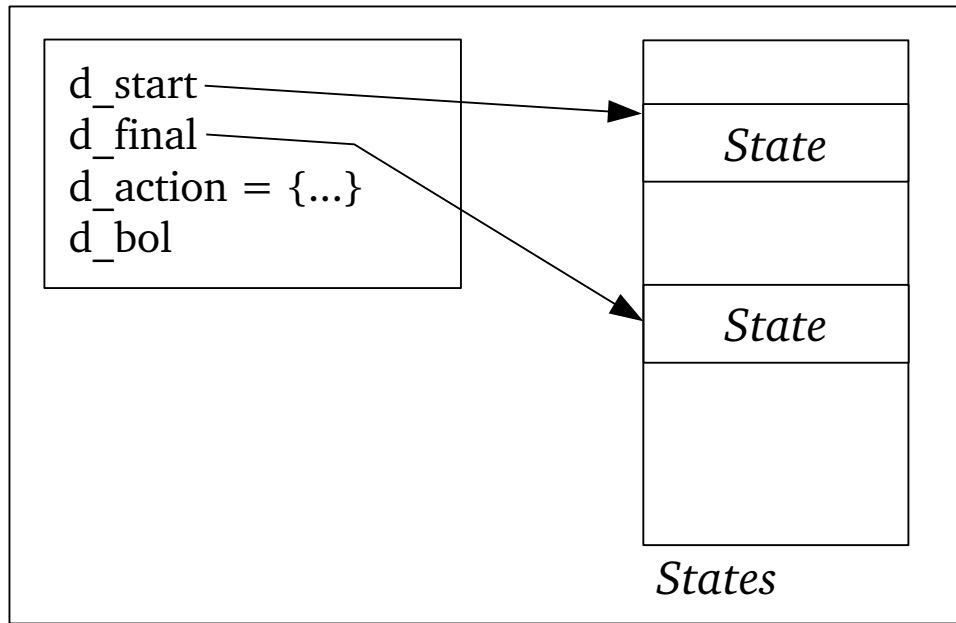 d_start
d_final
d_action = {...}
d_bol
State
State
States